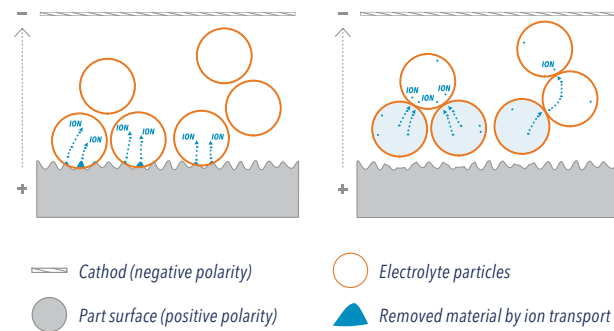 −
−
ION
ION
ION
ION
ION
ION
ION
ION
ION
ION
+
+
Cathod (negative polarity)
Electrolyte particles
Part surface (positive polarity)
Removed material by ion transport